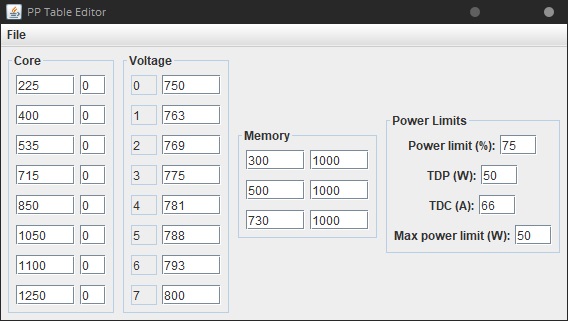 PP Table Editor
File
Core
225 0
400 0
535 0
715 0
850 0
1050 0
1100 0
1250 0
Voltage
0 750
1 763
2 769
3 775
4 781
5 788
6 793
7 800
Memory
300 1000
500 1000
730 1000
Power Limits
Power limit (%): 75
TDP (W): 50
TDC (A): 66
Max power limit (W): 50